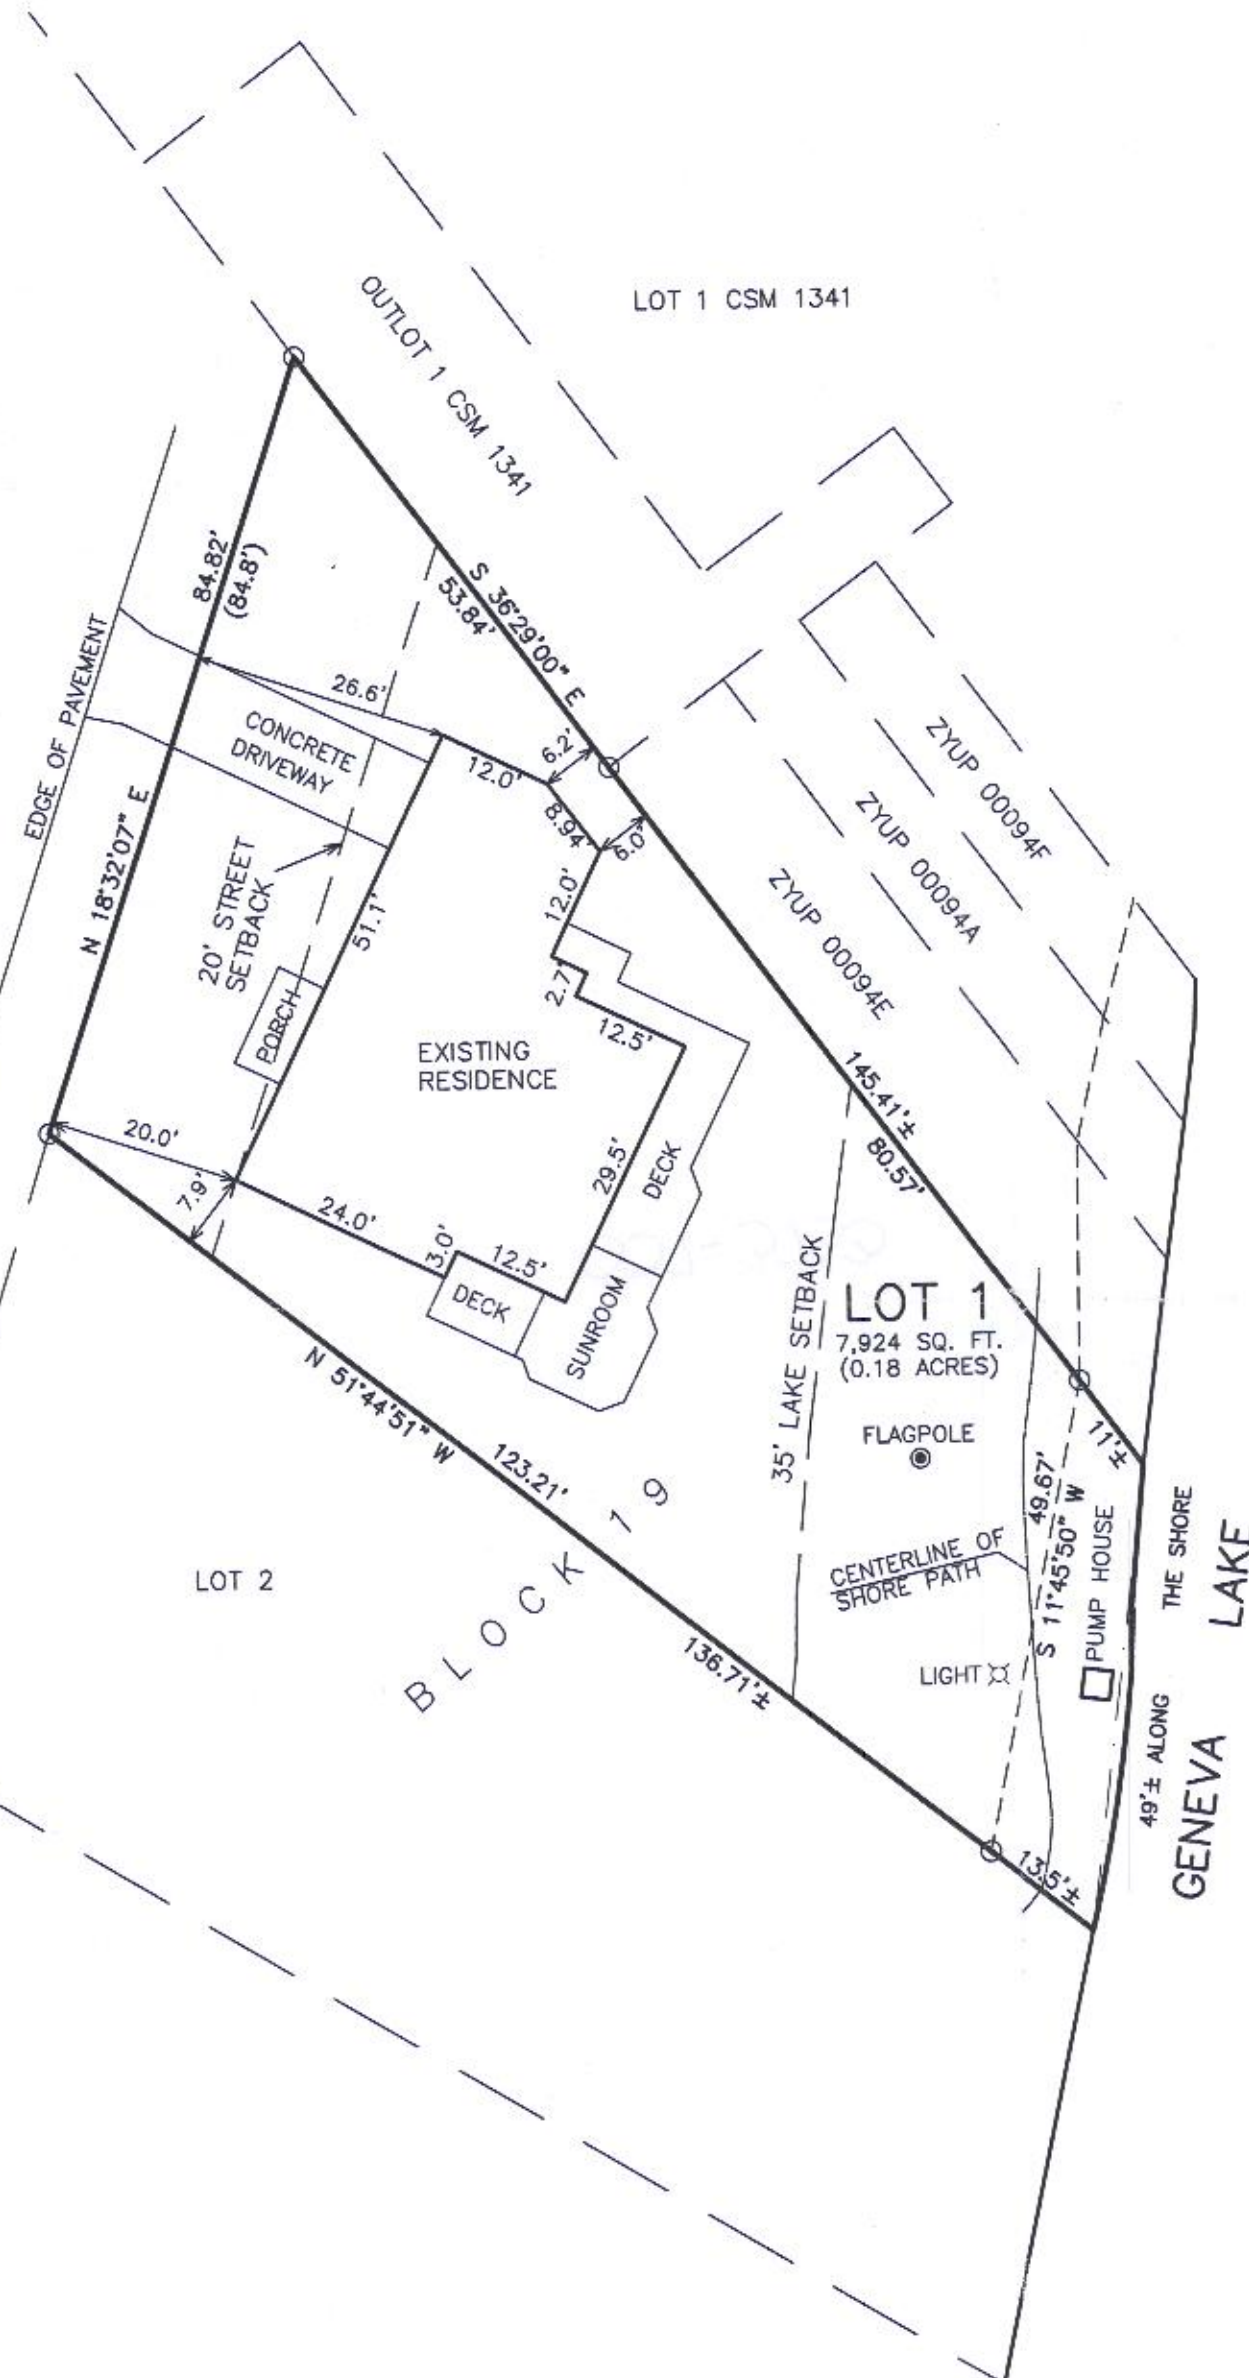 LOT 1 CSM 1341
OUTLOT 1 CSM 1341
84.82'
(84.8')
S 36°29'00" E
53.84'
EDGE OF PAVEMENT
26.6'
CONCRETE
DRIVEWAY
12.0'
6.2'
8.94'
6.0'
N 18°32'07" E
20' STREET
SETBACK
51.1'
12.0'
2.7'
12.5'
ZYUP 00094F
ZYUP 00094A
ZYUP 00094E
PORCH
EXISTING
RESIDENCE
145.41'±
80.57'
20.0'
7.9'
24.0'
3.0'
12.5'
29.5'
DECK
DECK
SUNROOM
35' LAKE SETBACK
LOT 1
7,924 SQ. FT.
(0.18 ACRES)
FLAGPOLE
11'±
N 51°44'51" W
123.21'
BLOCK 19
LOT 2
136.71'±
CENTERLINE OF
SHORE PATH
49.67'
S 11°45'50" W
PUMP HOUSE
LIGHT
13.5'±
49'± ALONG THE SHORE
GENEVA LAKE